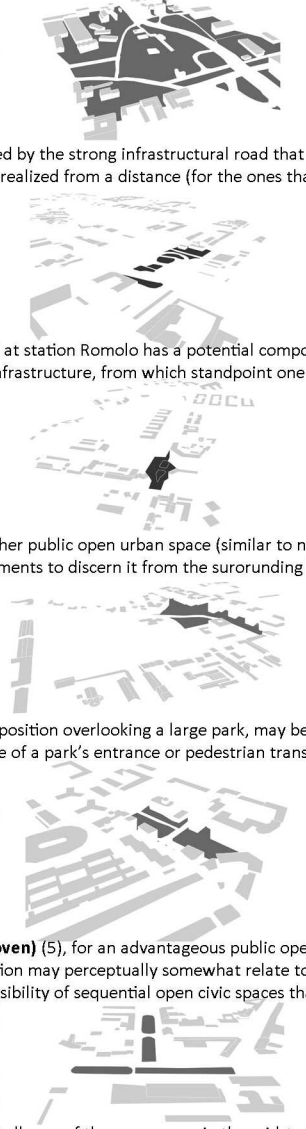 ed by the strong infrastructural road that
realized from a distance (for the ones tha
at station Romolo has a potential compo
nfrastructure, from which standpoint one
her public open urban space (similar to n
ments to discern it from the surorunding
position overlooking a large park, may be
e of a park's entrance or pedestrian trans
oven) (5), for an advantageous public ope
ion may perceptually somewhat relate to
sibility of sequential open civic spaces tha